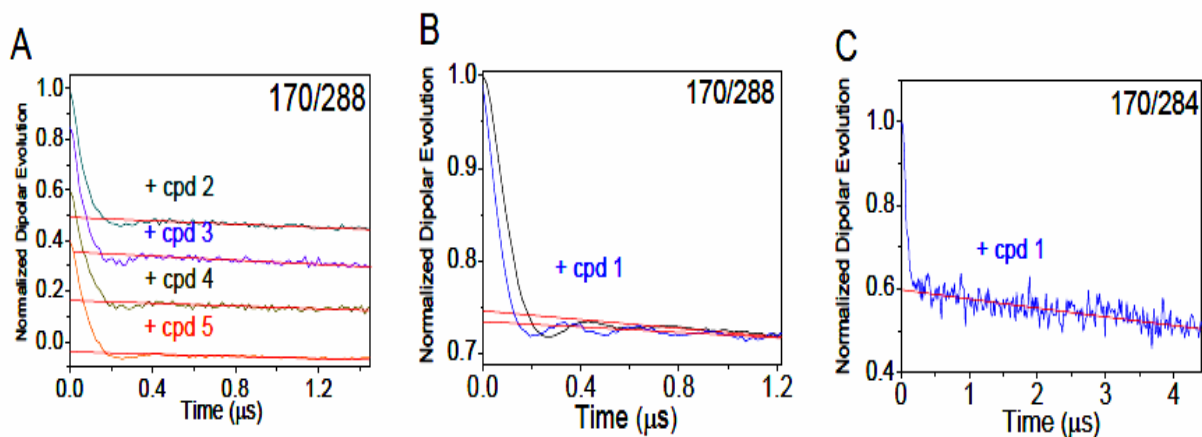 A
Normalized Dipolar Evolution
1.0
0.8
0.6
0.4
0.2
0.0
170/288
+ cpd 2
+ cpd 3
+ cpd 4
+ cpd 5
0.0 0.4 0.8 1.2
Time (μs)
B
Normalized Dipolar Evolution
1.0
0.9
0.8
0.7
170/288
+ cpd 1
0.0 0.4 0.8 1.2
Time (μs)
C
Normalized Dipolar Evolution
1.0
0.8
0.6
0.4
170/284
+ cpd 1
0 1 2 3 4
Time (μs)